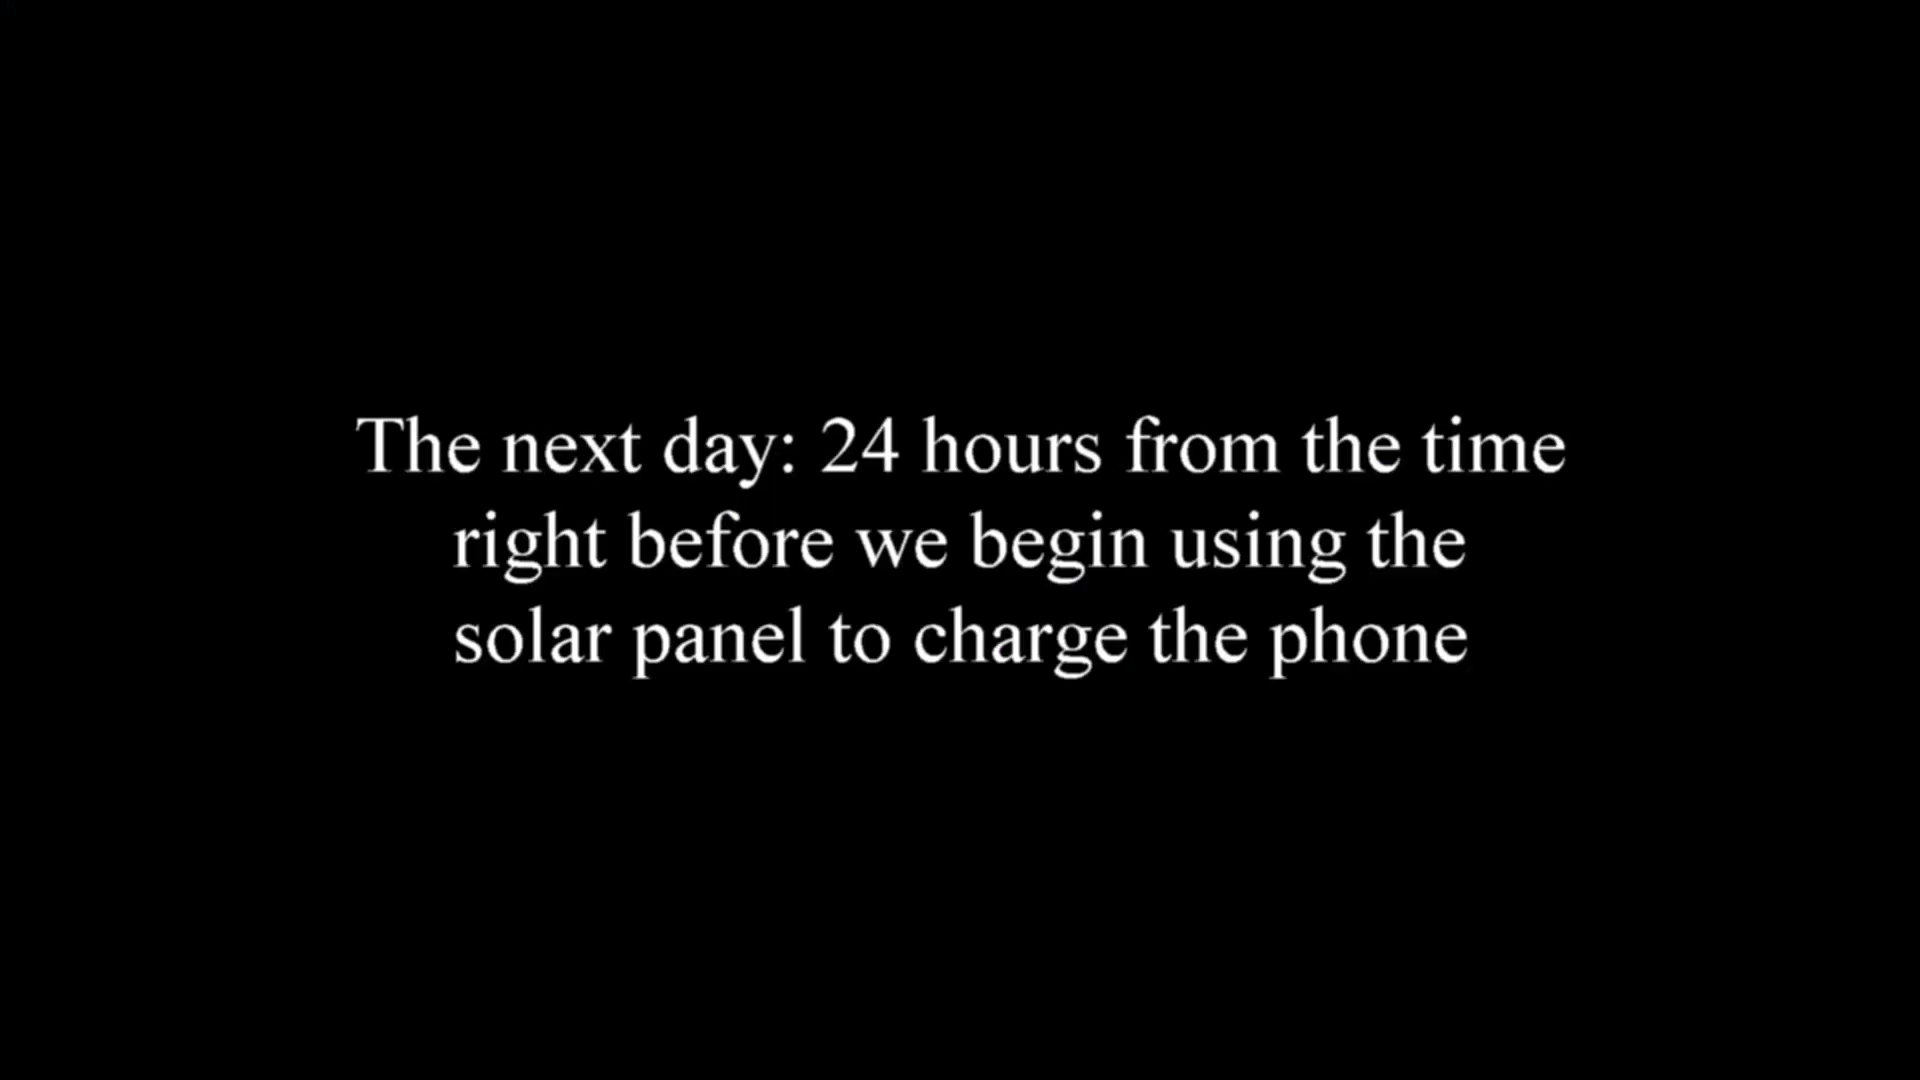 The next day: 24 hours from the time
right before we begin using the
solar panel to charge the phone